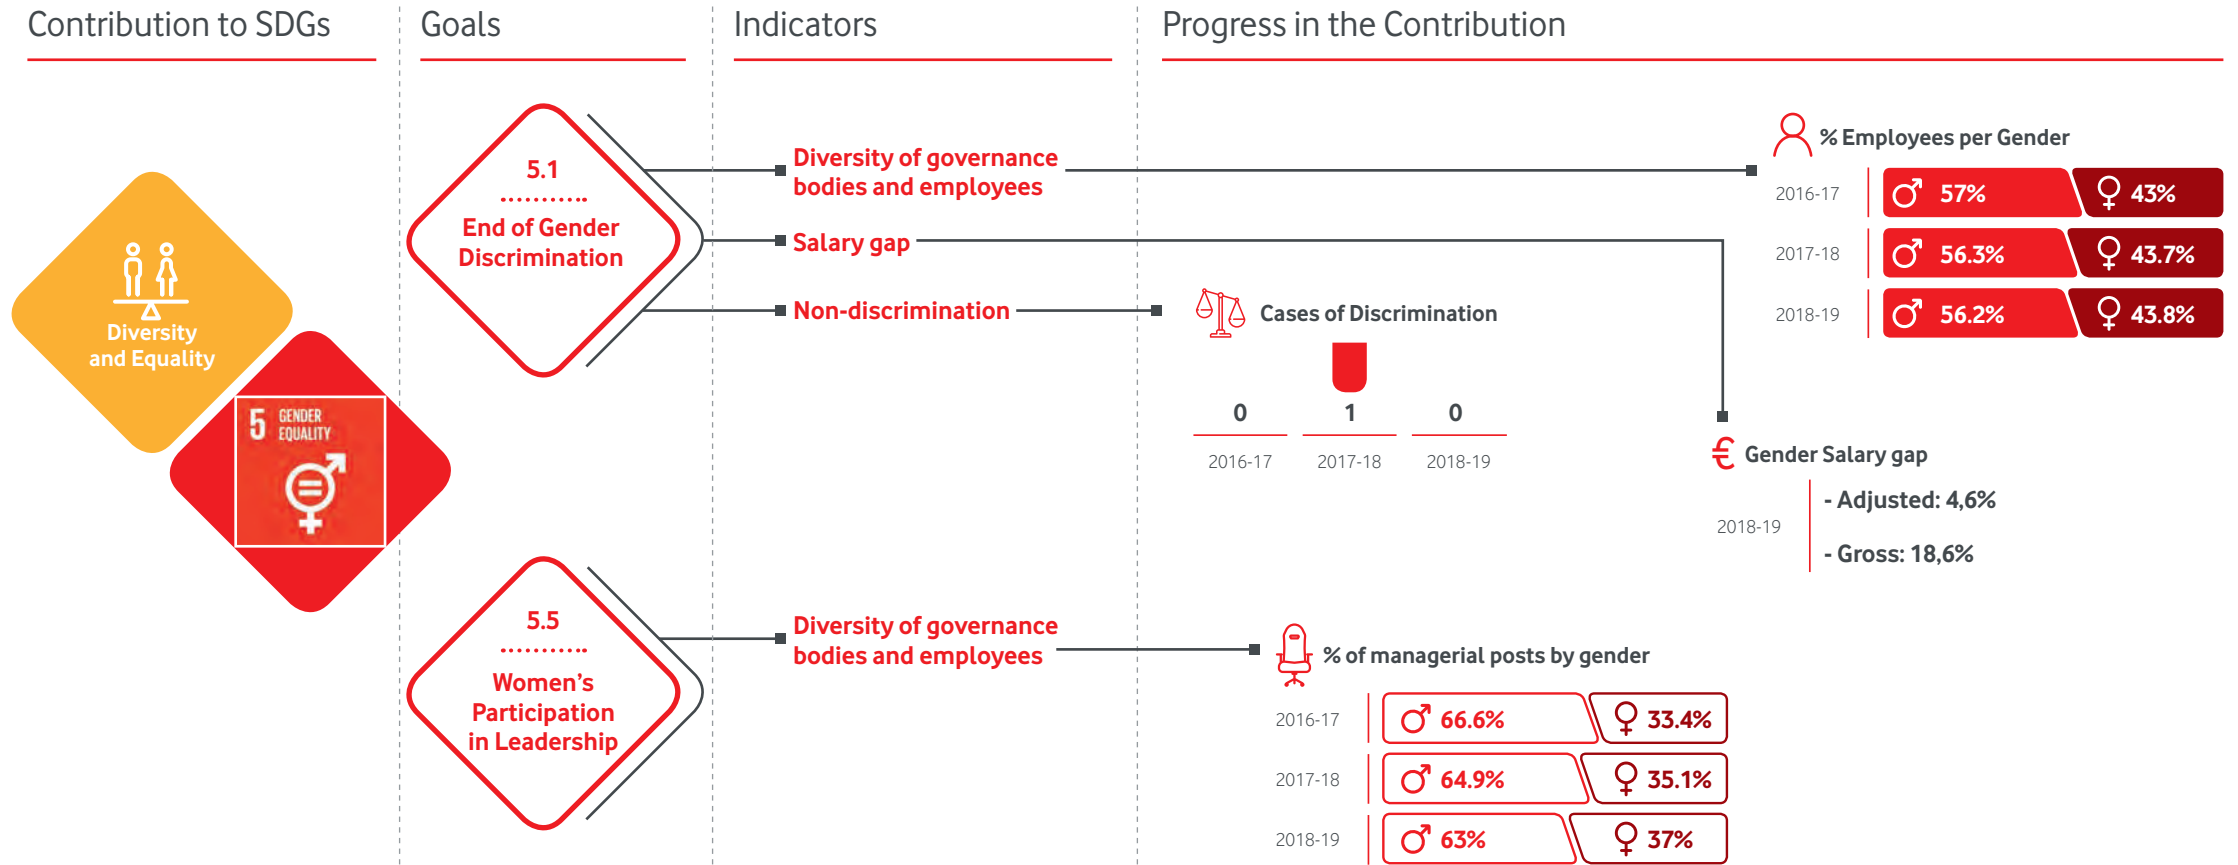 Contribution to SDGs
Goals
Indicators
Progress in the Contribution
Diversity
and Equality
5 GENDER
EQUALITY
5.1
End of Gender
Discrimination
Diversity of governance
bodies and employees
Salary gap
Non-discrimination
% Employees per Gender
2016-17 57% 43%
2017-18 56.3% 43.7%
2018-19 56.2% 43.8%
Cases of Discrimination
0 1 0
2016-17 2017-18 2018-19
€ Gender Salary gap
2018-19
- Adjusted: 4,6%
- Gross: 18,6%
5.5
Women’s
Participation
in Leadership
Diversity of governance
bodies and employees
% of managerial posts by gender
2016-17 66.6% 33.4%
2017-18 64.9% 35.1%
2018-19 63% 37%